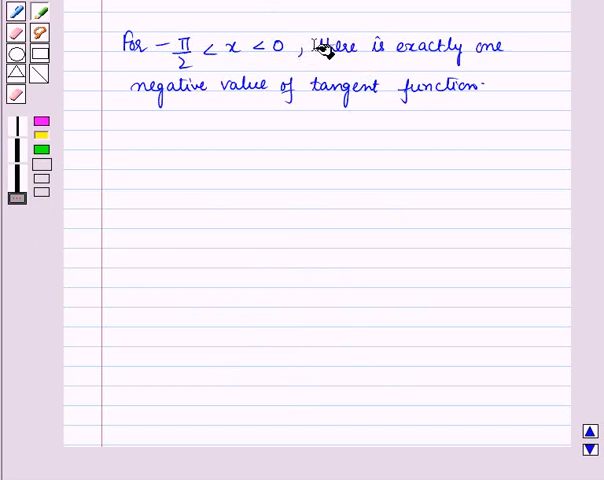 For - π/2 < x < 0, there is exactly one
negative value of tangent function.